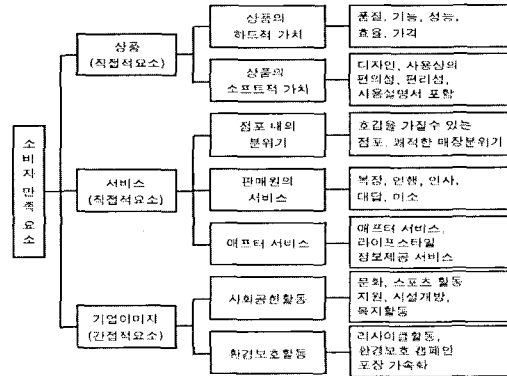 소비자 만족 요소
상품
(직접적요소)
상품의
하드적 가치
품질, 기능, 성능,
효율, 가격
상품의
소프트적 가치
디자인, 사용상의
편의성, 편리성,
사용설명서 포함
서비스
(직접적요소)
점포 내의
분위기
호감을 가질수 있는
점포, 쾌적한 매장분위기
판매원의
서비스
복장, 언행, 인사,
대답, 미소
애프터 서비스
애프터 서비스,
라이프스타일
정보제공 서비스
기업이미지
(간접적요소)
사회공헌활동
문화, 스포츠 활동
지원, 시설개방,
복지활동
환경보호활동
리사이클활동,
환경보호 캠페인
포장 가속화